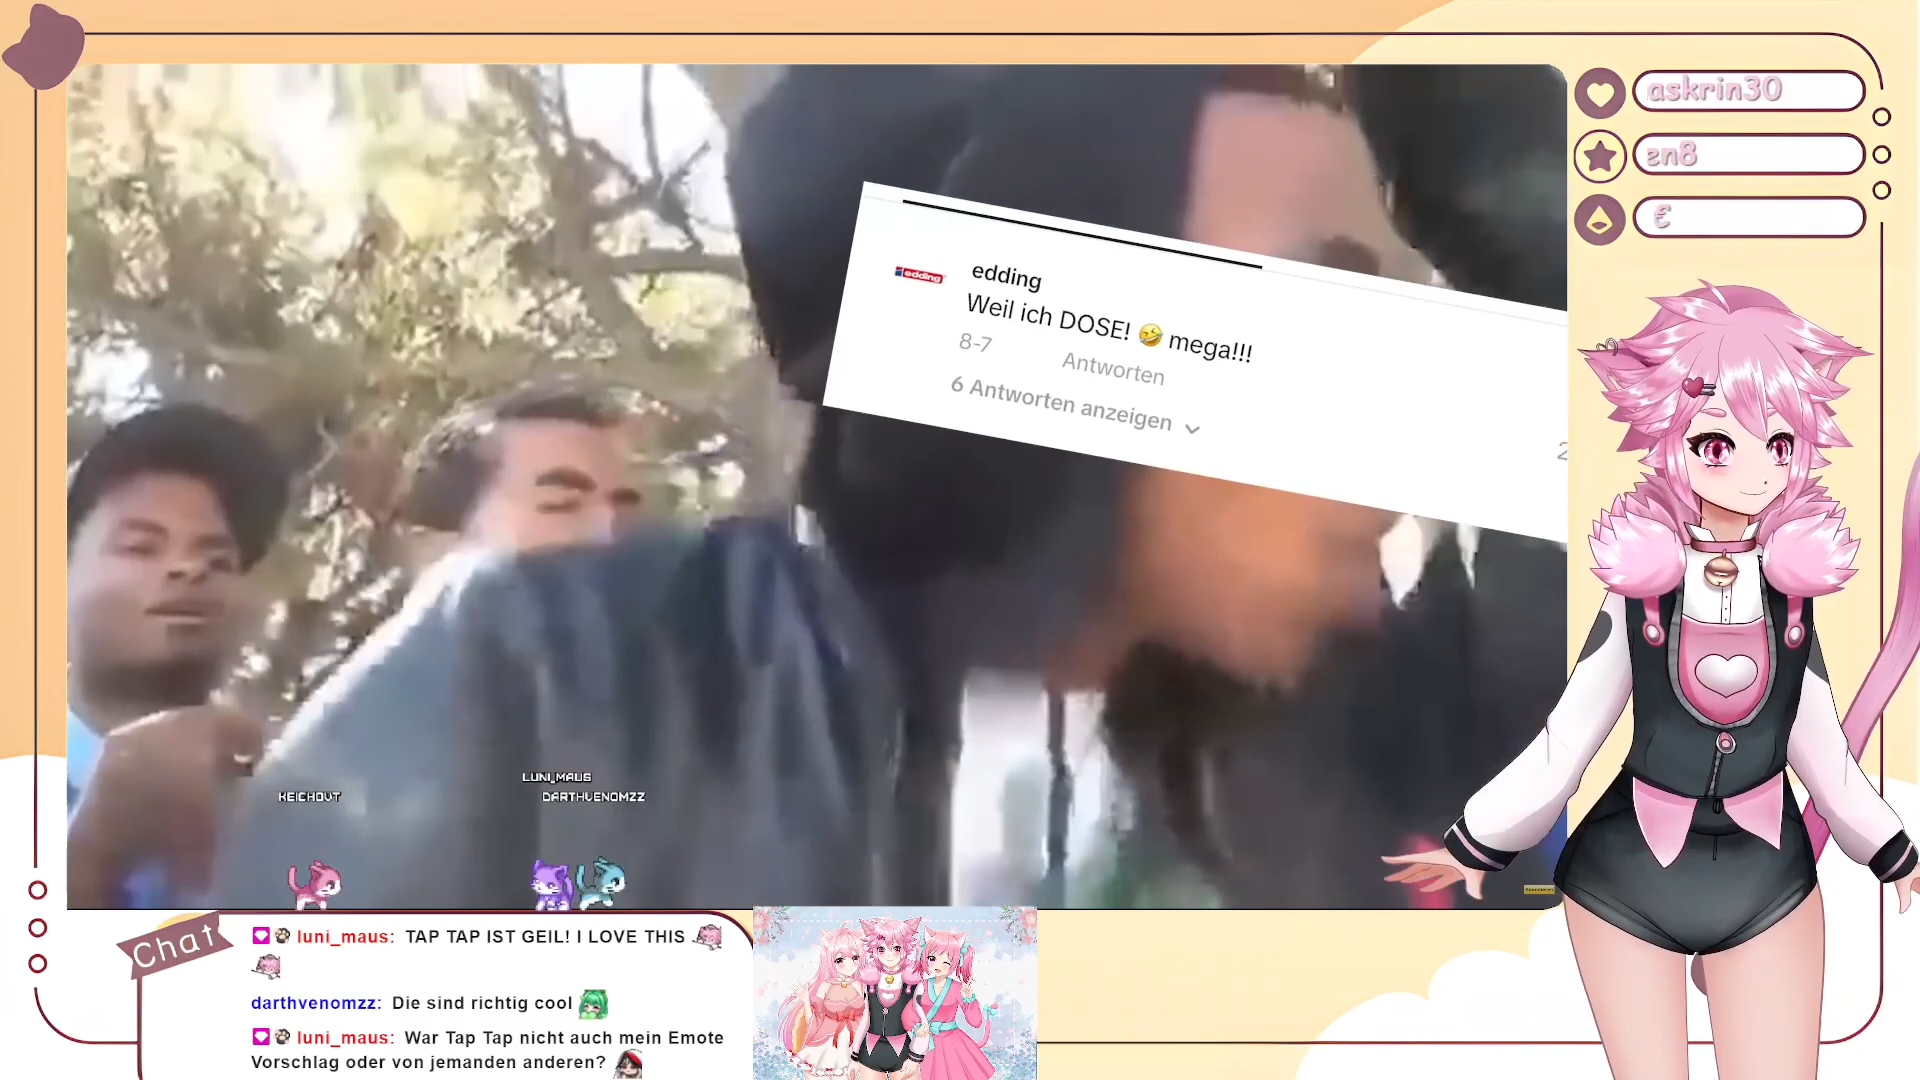 askrin30
zn8
€
edding
edding
Weil ich DOSE! 🤣 mega!!!
8-7
Antworten
6 Antworten anzeigen
LUNI_MAUS
KEICHOUT
DARTHVENOMZZ
Chat
luni_maus: TAP TAP IST GEIL! I LOVE THIS
darthvenomzz: Die sind richtig cool
luni_maus: War Tap Tap nicht auch mein Emote
Vorschlag oder von jemanden anderen?